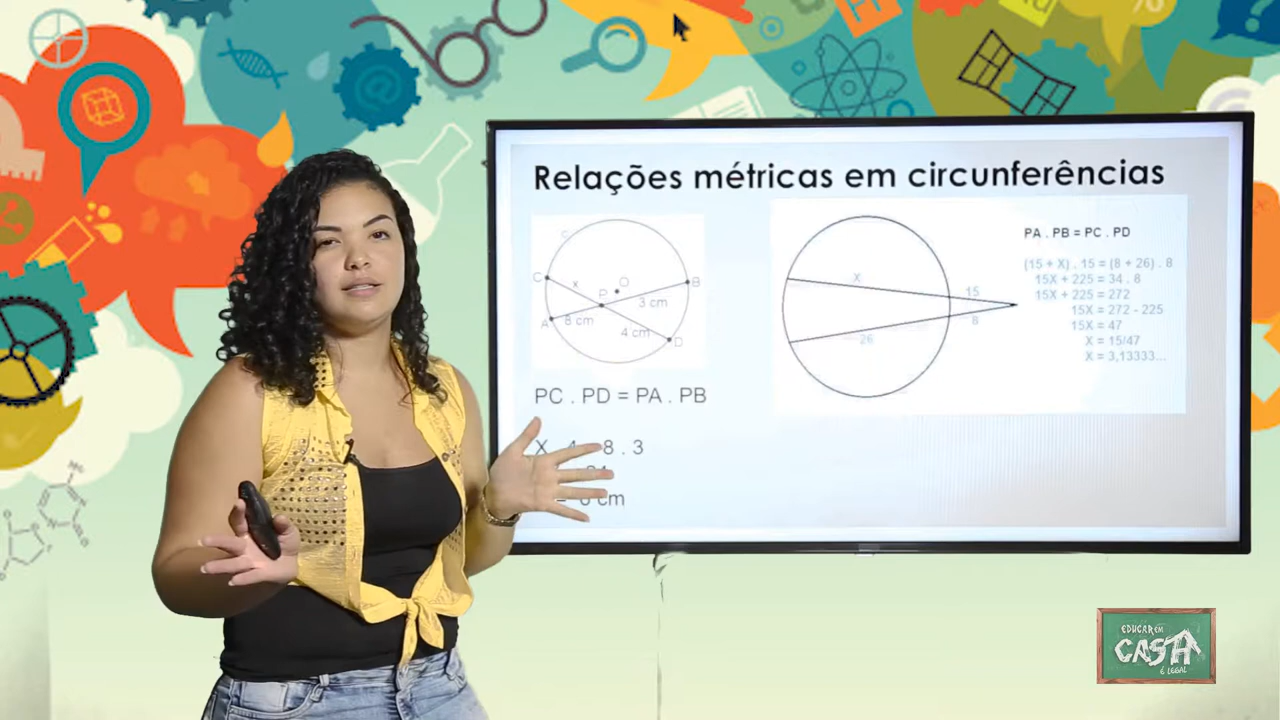 Relações métricas em circunferências
C
C
x
P
O
B
3 cm
A
8 cm
4 cm
D
PC . PD = PA . PB
X 8 . 3
= 6 cm
X
15
8
26
PA . PB = PC . PD
(15 + X) . 15 = (8 + 26) . 8
15X + 225 = 34 . 8
15X + 225 = 272
15X = 272 - 225
15X = 47
X = 15/47
X = 3,13333...
EDUCAR EM
CASA
É LEGAL